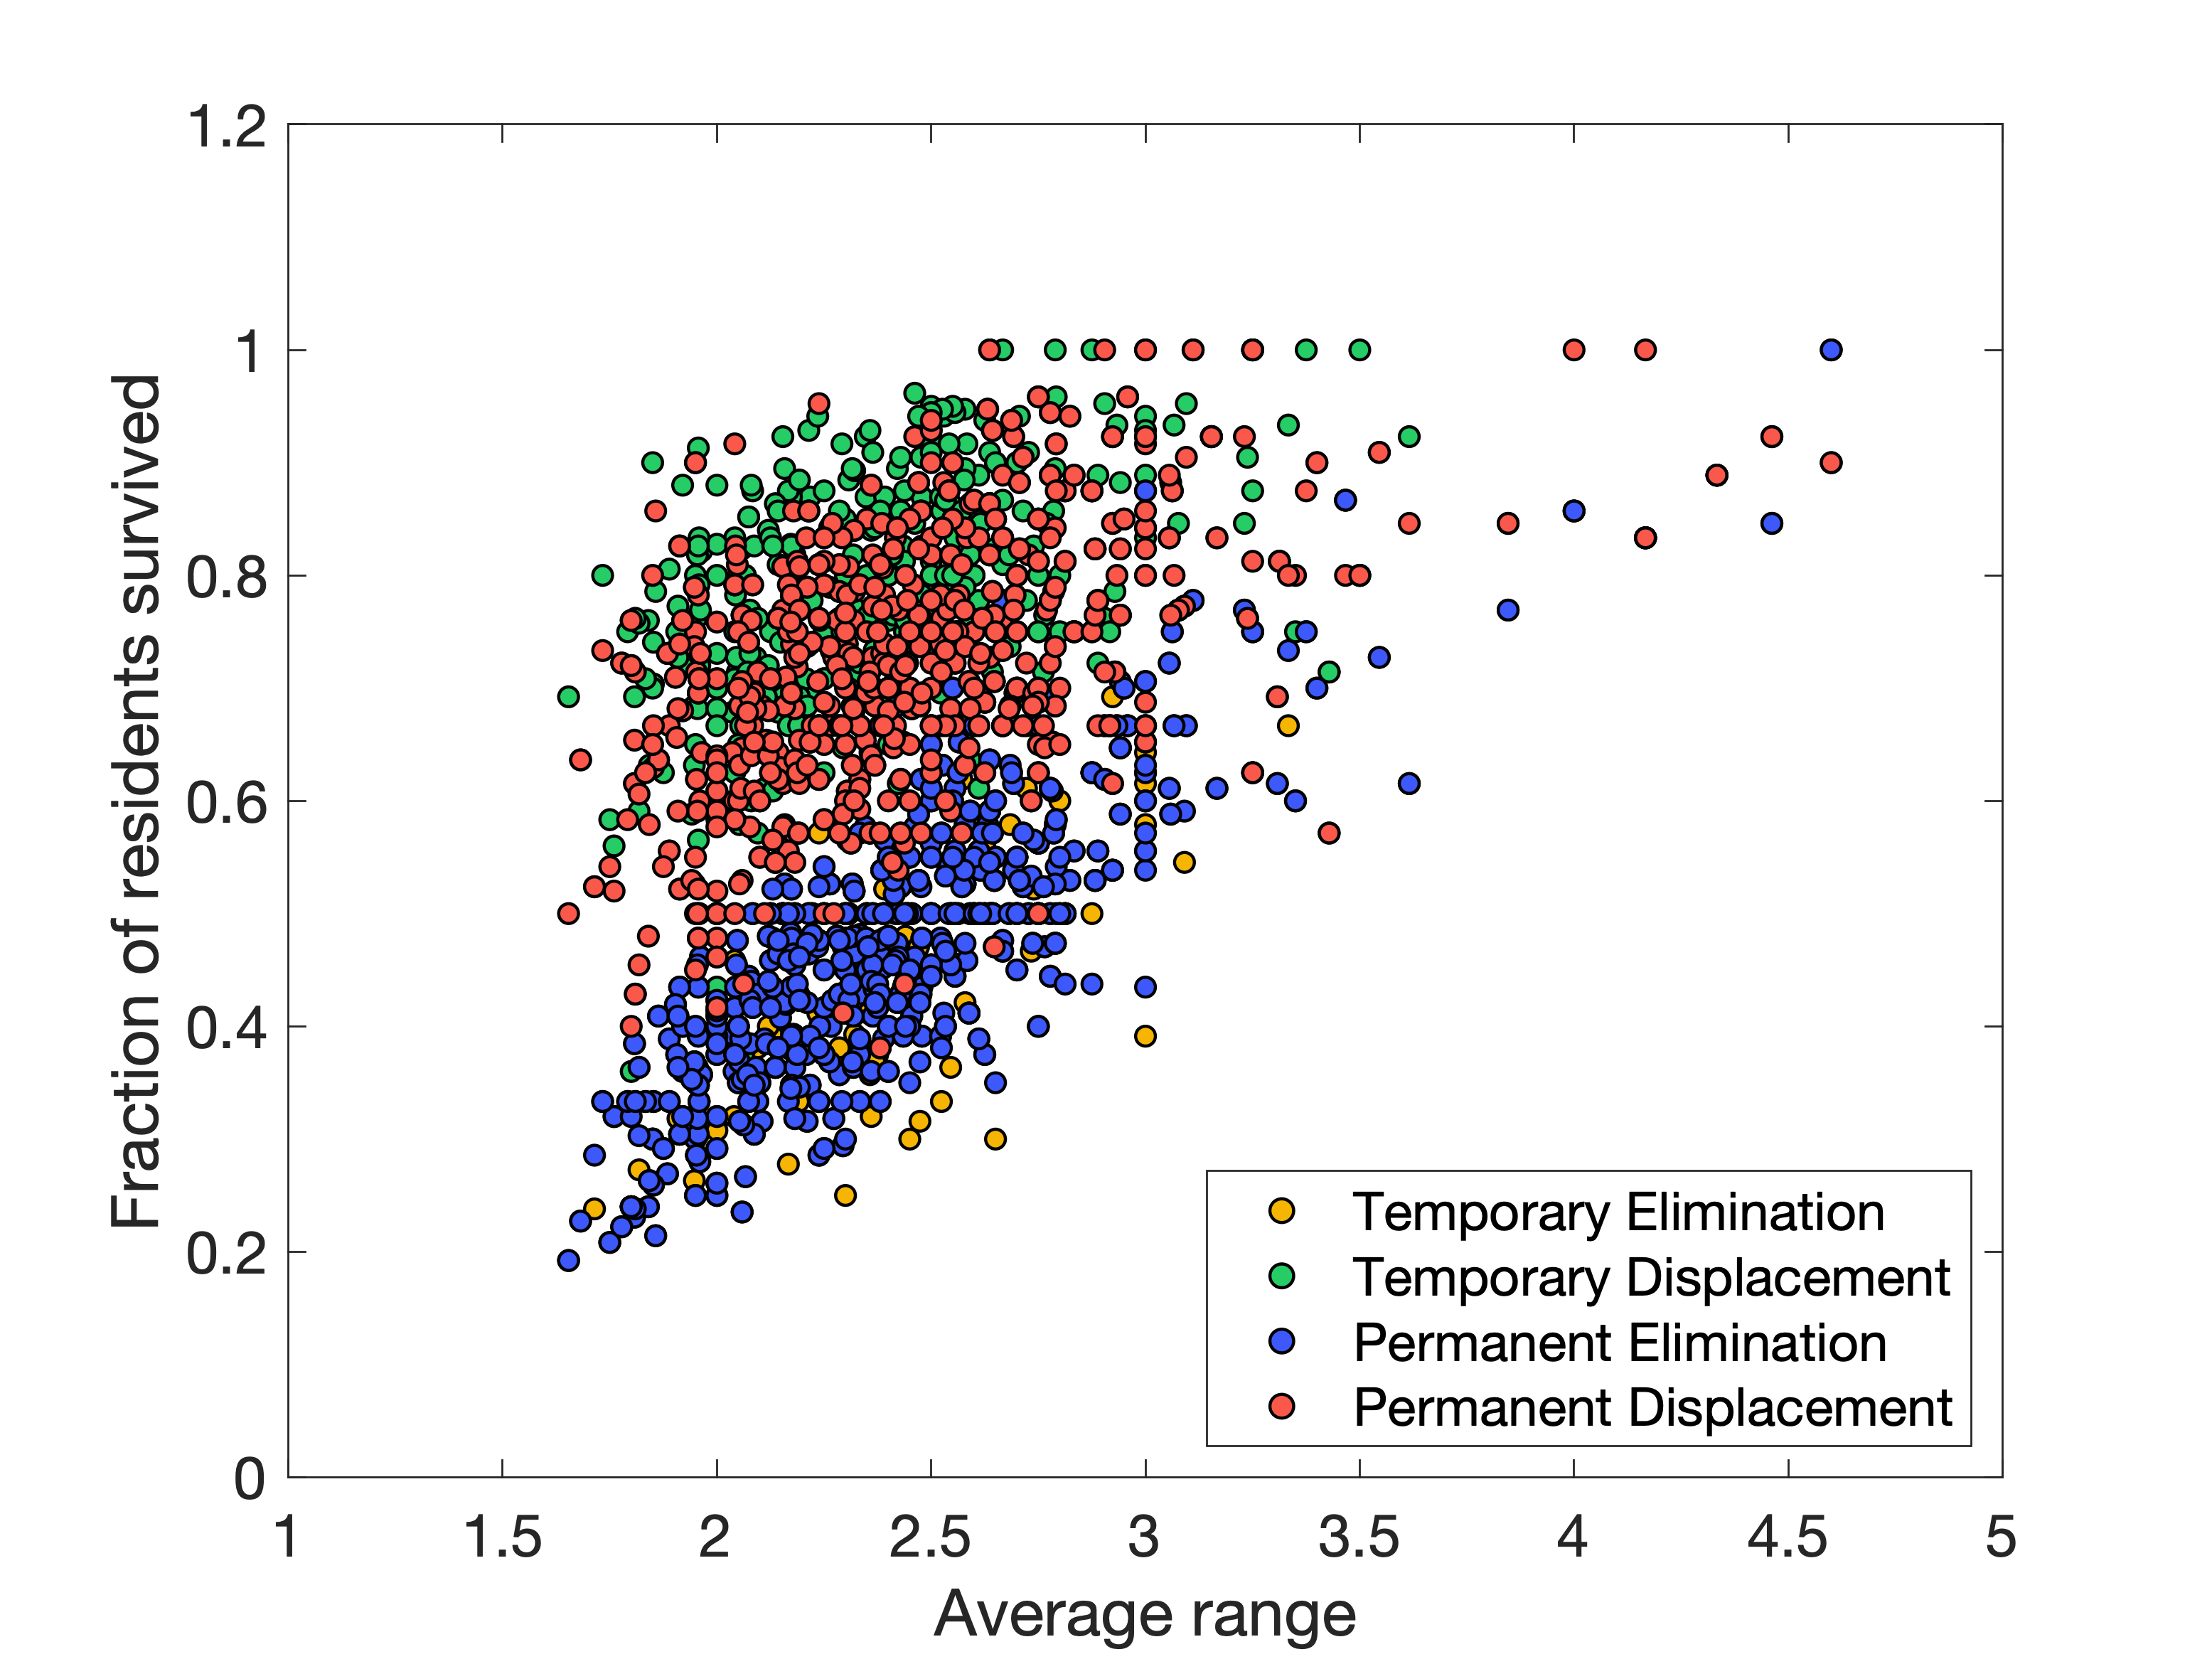 1.2
1
0.8
0.6
0.4
0.2
0
Fraction of residents survived
1 1.5 2 2.5 3 3.5 4 4.5 5
Average range
Temporary Elimination
Temporary Displacement
Permanent Elimination
Permanent Displacement